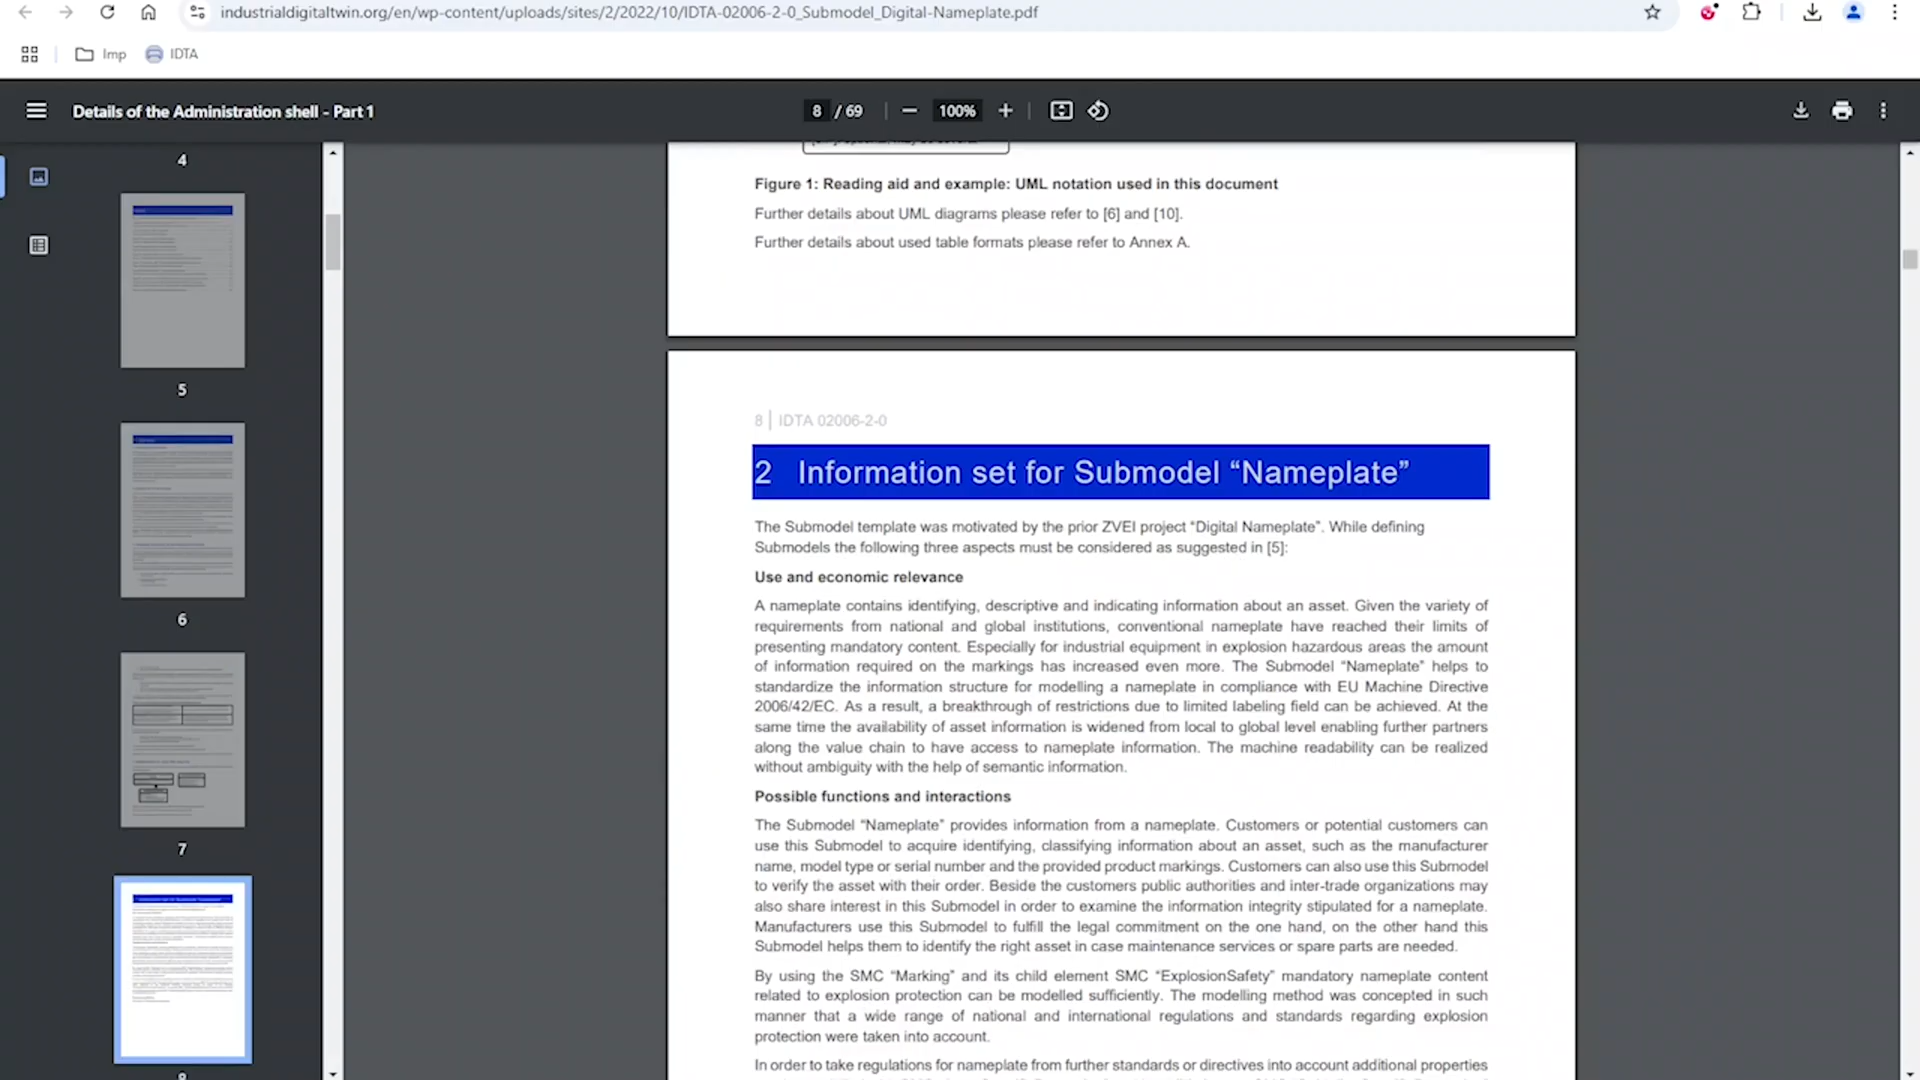 industrialdigitaltwin.org/en/wp-content/uploads/sites/2/2022/10/IDTA-02006-2-0_Submodel_Digital-Nameplate.pdf
Imp IDTA
Details of the Administration shell - Part 1
8 / 69 100%
4
5
6
7
Figure 1: Reading aid and example: UML notation used in this document
Further details about UML diagrams please refer to [6] and [10].
Further details about used table formats please refer to Annex A.
8 | IDTA 02006-2-0
2 Information set for Submodel “Nameplate”
The Submodel template was motivated by the prior ZVEI project “Digital Nameplate”. While defining
Submodels the following three aspects must be considered as suggested in [5]:
Use and economic relevance
A nameplate contains identifying, descriptive and indicating information about an asset. Given the variety of
requirements from national and global institutions, conventional nameplate have reached their limits of
presenting mandatory content. Especially for industrial equipment in explosion hazardous areas the amount
of information required on the markings has increased even more. The Submodel “Nameplate” helps to
standardize the information structure for modelling a nameplate in compliance with EU Machine Directive
2006/42/EC. As a result, a breakthrough of restrictions due to limited labeling field can be achieved. At the
same time the availability of asset information is widened from local to global level enabling further partners
along the value chain to have access to nameplate information. The machine readability can be realized
without ambiguity with the help of semantic information.
Possible functions and interactions
The Submodel “Nameplate” provides information from a nameplate. Customers or potential customers can
use this Submodel to acquire identifying, classifying information about an asset, such as the manufacturer
name, model type or serial number and the provided product markings. Customers can also use this Submodel
to verify the asset with their order. Beside the customers public authorities and inter-trade organizations may
also share interest in this Submodel in order to examine the information integrity stipulated for a nameplate.
Manufacturers use this Submodel to fulfill the legal commitment on the one hand, on the other hand this
Submodel helps them to identify the right asset in case maintenance services or spare parts are needed.
By using the SMC “Marking” and its child element SMC “ExplosionSafety” mandatory nameplate content
related to explosion protection can be modelled sufficiently. The modelling method was concepted in such
manner that a wide range of national and international regulations and standards regarding explosion
protection were taken into account.
In order to take regulations for nameplate from further standards or directives into account additional properties